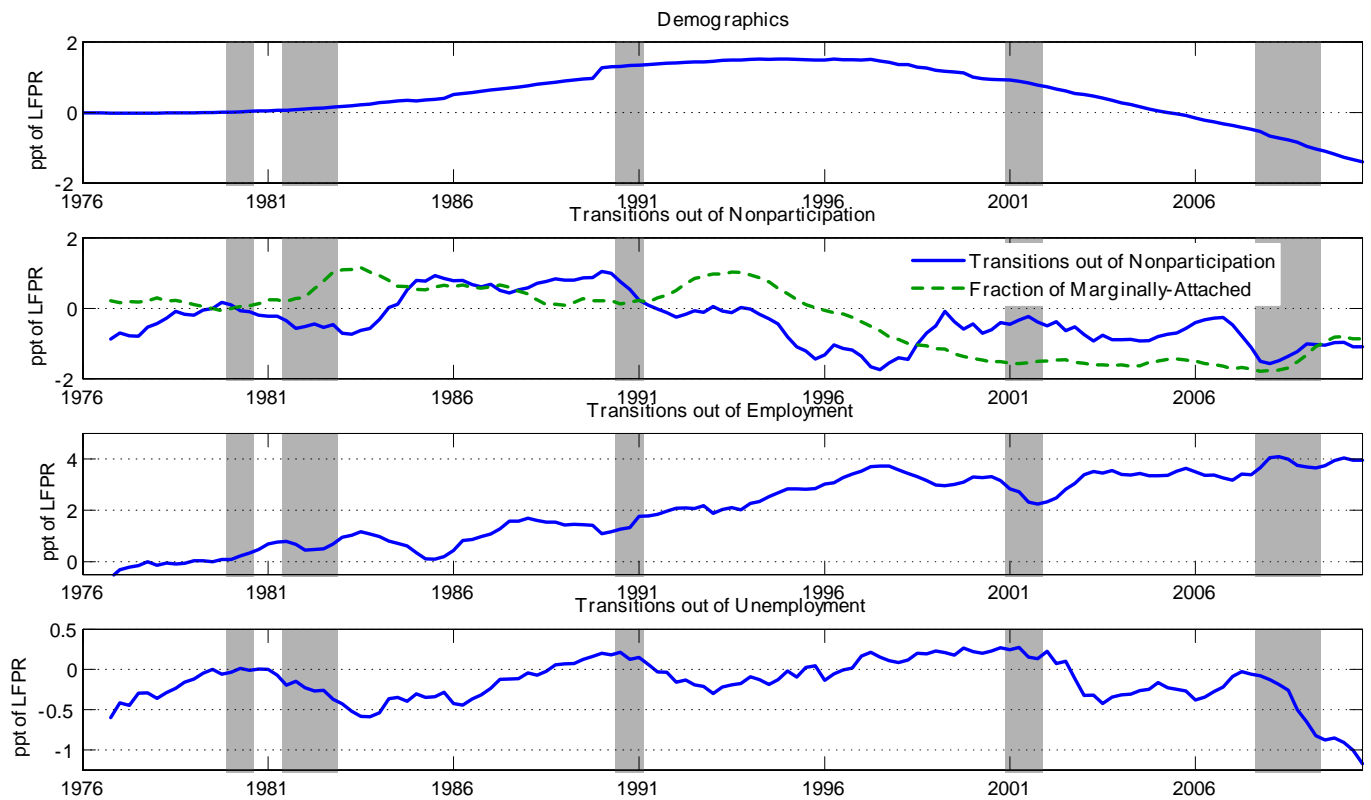 Demographics
ppt of LFPR
2
0
-2
1976 1981 1986 1991 1996 2001 2006
Transitions out of Nonparticipation
ppt of LFPR
2
0
-2
Transitions out of Nonparticipation
Fraction of Marginally-Attached
1976 1981 1986 1991 1996 2001 2006
Transitions out of Employment
ppt of LFPR
4
2
0
1976 1981 1986 1991 1996 2001 2006
Transitions out of Unemployment
ppt of LFPR
0.5
0
-0.5
-1
1976 1981 1986 1991 1996 2001 2006